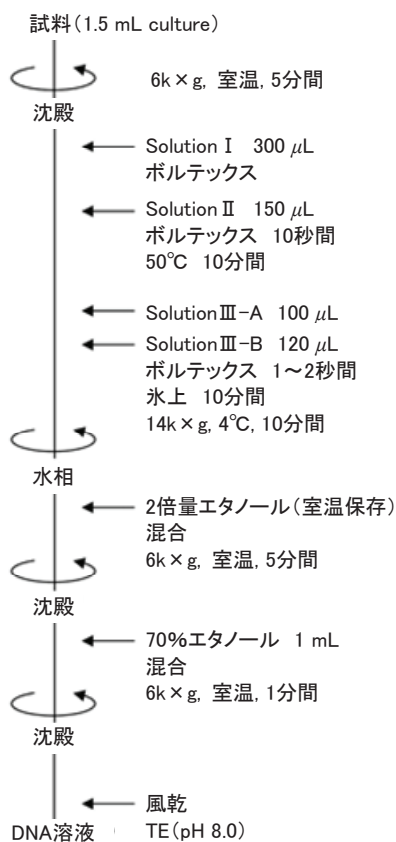 試料(1.5 mL culture)
6k×g, 室温, 5分間
沈殿
Solution Ⅰ 300 μL
ボルテックス
Solution Ⅱ 150 μL
ボルテックス 10秒間
50℃ 10分間
SolutionⅢ-A 100 μL
SolutionⅢ-B 120 μL
ボルテックス 1~2秒間
氷上 10分間
14k×g, 4℃, 10分間
水相
2倍量エタノール(室温保存)
混合
6k×g, 室温, 5分間
沈殿
70%エタノール 1 mL
混合
6k×g, 室温, 1分間
沈殿
風乾
DNA溶液 TE(pH 8.0)